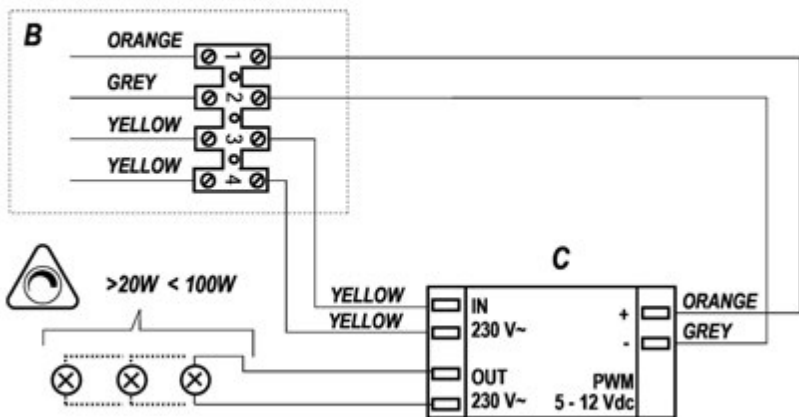 B
ORANGE
1
GREY
2
YELLOW
3
YELLOW
4
>20W < 100W
C
YELLOW
IN
+
ORANGE
YELLOW
230 V~
-
GREY
OUT
PWM
230 V~
5 - 12 Vdc